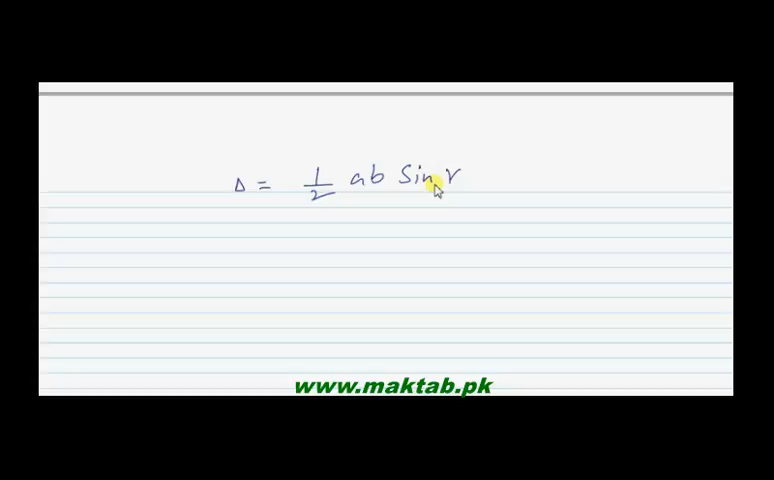 Δ = 1/2 ab Sin γ
www.maktab.pk